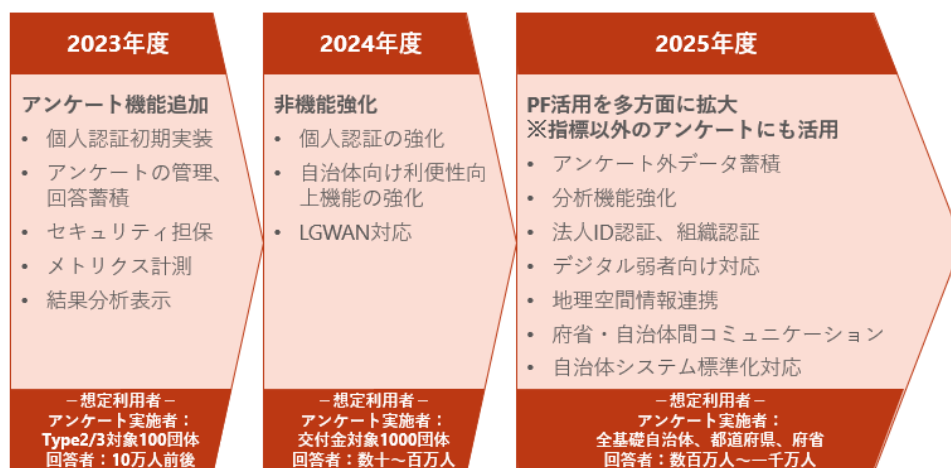 2023年度
アンケート機能追加
• 個人認証初期実装
• アンケートの管理、
回答蓄積
• セキュリティ担保
• メトリクス計測
• 結果分析表示
－想定利用者－
アンケート実施者：
Type2/3対象100団体
回答者：10万人前後
2024年度
非機能強化
• 個人認証の強化
• 自治体向け利便性向
上機能の強化
• LGWAN対応
－想定利用者－
アンケート実施者：
交付金対象1000団体
回答者：数十～百万人
2025年度
PF活用を多方面に拡大
※指標以外のアンケートにも活用
• アンケート外データ蓄積
• 分析機能強化
• 法人ID認証、組織認証
• デジタル弱者向け対応
• 地理空間情報連携
• 府省・自治体間コミュニケーション
• 自治体システム標準化対応
－想定利用者－
アンケート実施者：
全基礎自治体、都道府県、府省
回答者：数百万人～一千万人